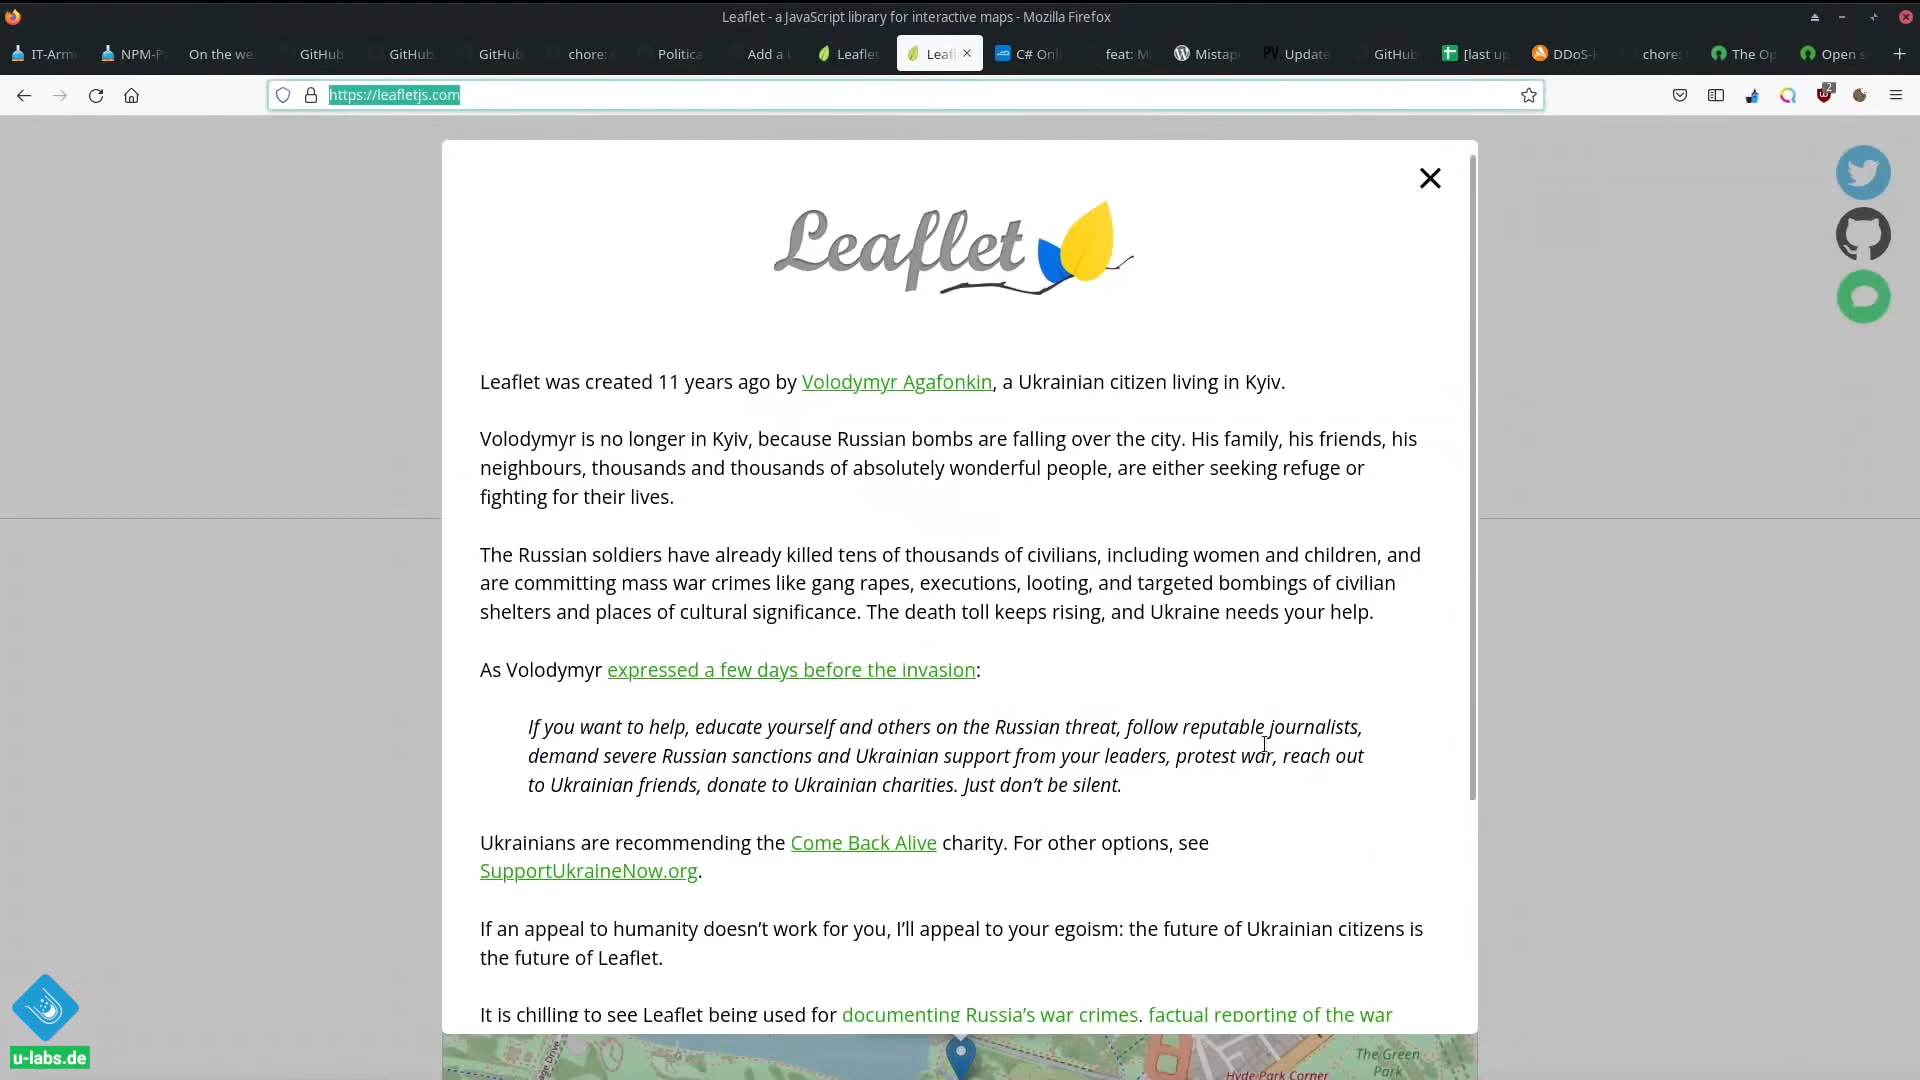 Leaflet - a JavaScript library for interactive maps - Mozilla Firefox
IT-Arm
NPM-P
On the we
GitHub
GitHub
GitHub
chore:
Politica
Add a
Leaflet
Leaf
C# Onl
feat: M
Mistap
Update
GitHub
[last up
DDoS-
chore:
The Op
Open s
https://leafletjs.com
2
Leaflet
Leaflet was created 11 years ago by Volodymyr Agafonkin, a Ukrainian citizen living in Kyiv.
Volodymyr is no longer in Kyiv, because Russian bombs are falling over the city. His family, his friends, his
neighbours, thousands and thousands of absolutely wonderful people, are either seeking refuge or
fighting for their lives.
The Russian soldiers have already killed tens of thousands of civilians, including women and children, and
are committing mass war crimes like gang rapes, executions, looting, and targeted bombings of civilian
shelters and places of cultural significance. The death toll keeps rising, and Ukraine needs your help.
As Volodymyr expressed a few days before the invasion:
If you want to help, educate yourself and others on the Russian threat, follow reputable journalists,
demand severe Russian sanctions and Ukrainian support from your leaders, protest war, reach out
to Ukrainian friends, donate to Ukrainian charities. Just don't be silent.
Ukrainians are recommending the Come Back Alive charity. For other options, see
SupportUkraineNow.org.
If an appeal to humanity doesn't work for you, I'll appeal to your egoism: the future of Ukrainian citizens is
the future of Leaflet.
It is chilling to see Leaflet being used for documenting Russia's war crimes, factual reporting of the war
u-labs.de
age Drive
Hyde Park Corner
The Green
Park